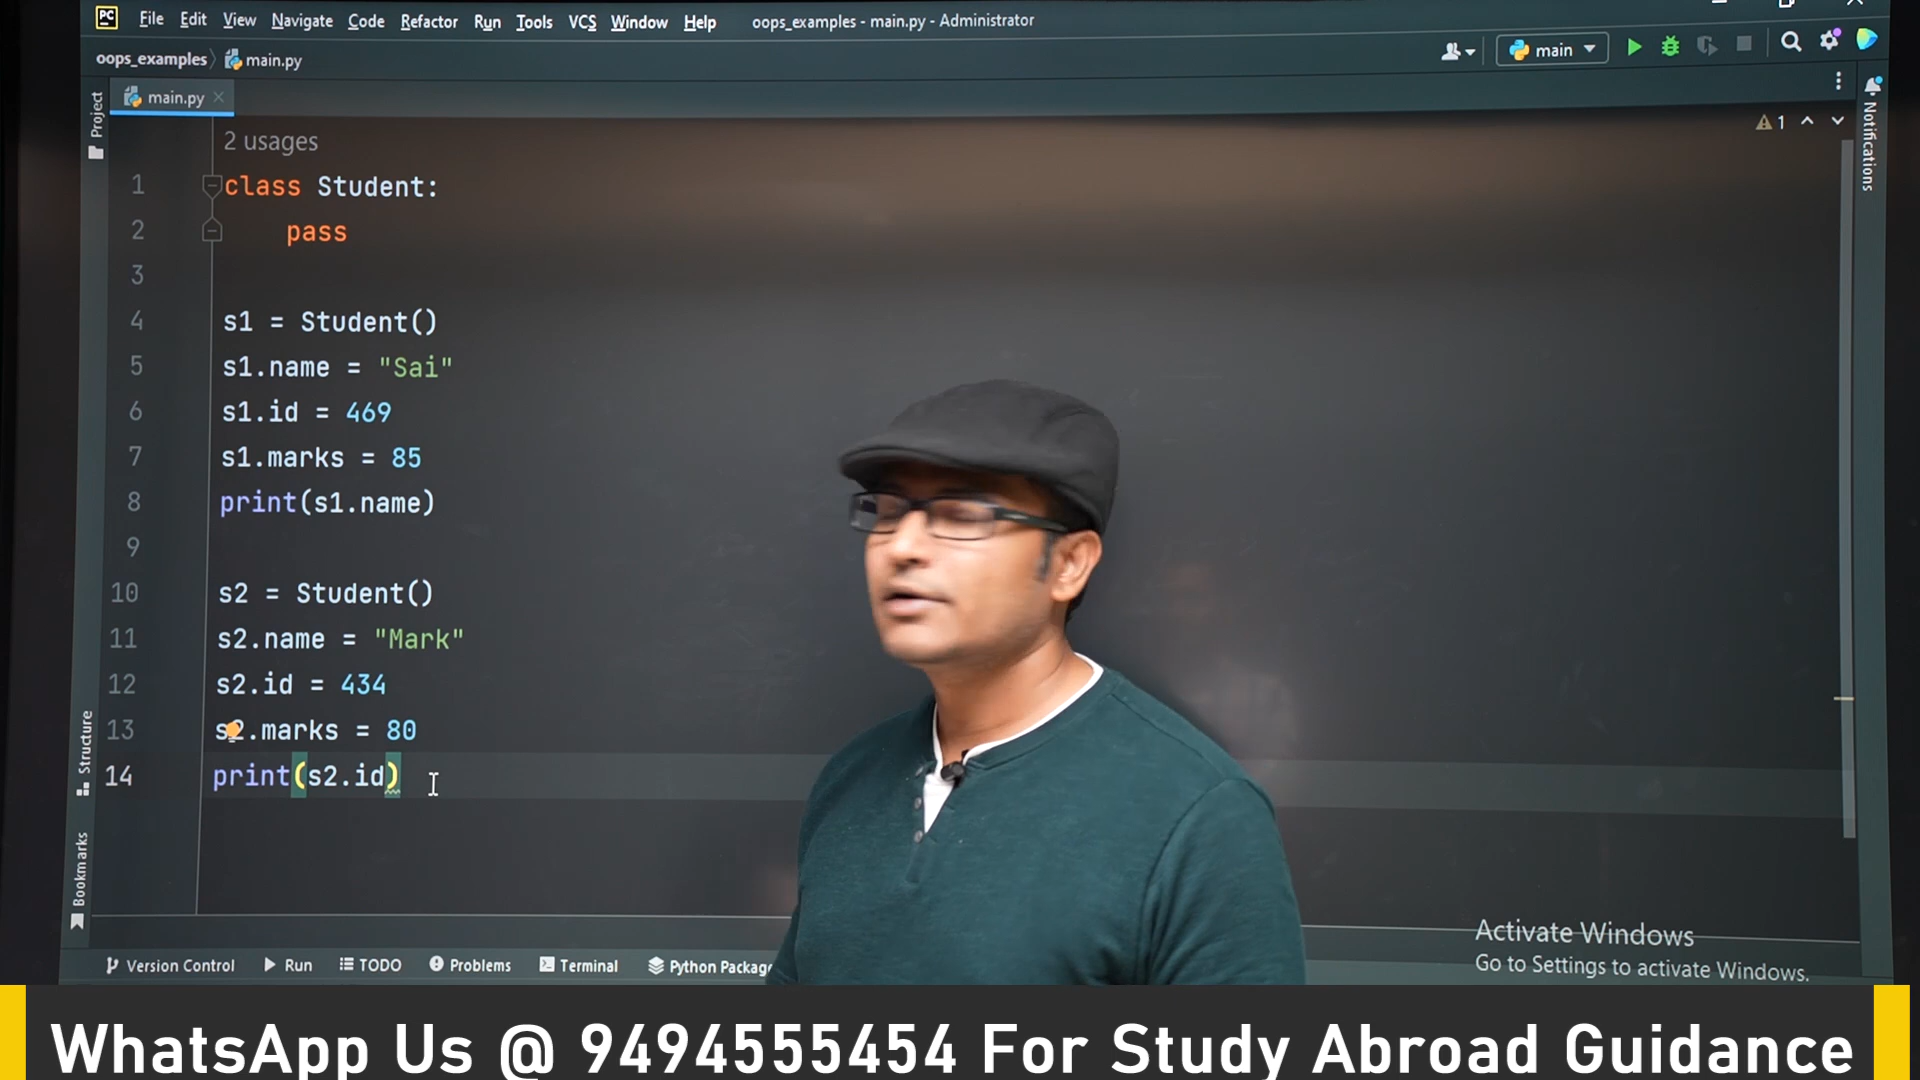 PC File Edit View Navigate Code Refactor Run Tools VCS Window Help oops_examples - main.py - Administrator
oops_examples main.py
main
main.py
Project
Notifications
1
2 usages
1 class Student:
2 pass
3
4 s1 = Student()
5 s1.name = "Sai"
6 s1.id = 469
7 s1.marks = 85
8 print(s1.name)
9
10 s2 = Student()
11 s2.name = "Mark"
12 s2.id = 434
13 s2.marks = 80
14 print(s2.id)
Structure
Bookmarks
Activate Windows
Go to Settings to activate Windows.
Version Control Run TODO Problems Terminal Python Package
WhatsApp Us @ 9494555454 For Study Abroad Guidance